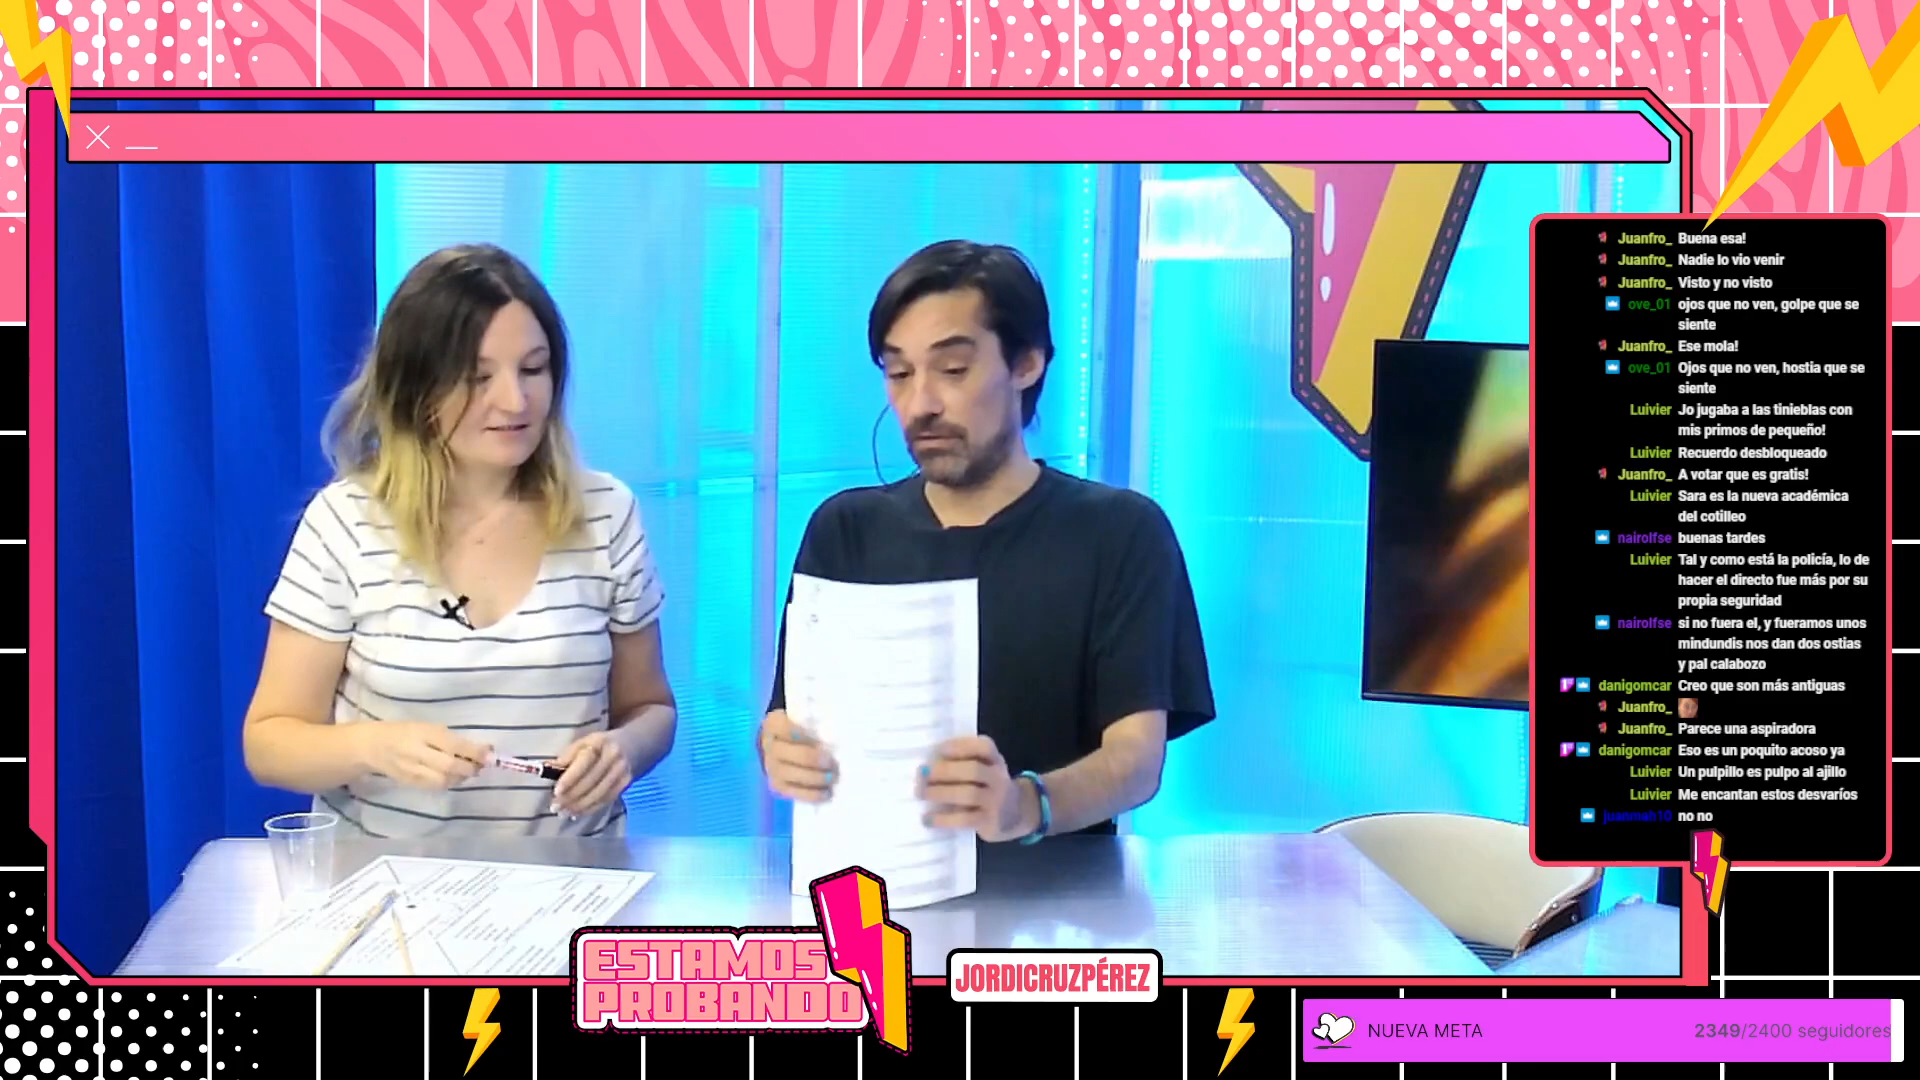 Juanfro_ Buena esa!
Juanfro_ Nadie lo vio venir
Juanfro_ Visto y no visto
ove_01 ojos que no ven, golpe que se
siente
Juanfro_ Ese mola!
ove_01 Ojos que no ven, hostia que se
siente
Luivier Jo jugaba a las tinieblas con
mis primos de pequeño!
Luivier Recuerdo desbloqueado
Juanfro_ A votar que es gratis!
Luivier Sara es la nueva académica
del cotilleo
nairolfse buenas tardes
Luivier Tal y como está la policía, lo de
hacer el directo fue más por su
propia seguridad
nairolfse si no fuera el, y fueramos unos
mindundis nos dan dos ostias
y pal calabozo
danigomcar Creo que son más antiguas
Juanfro_
Juanfro_ Parece una aspiradora
danigomcar Eso es un poquito acoso ya
Luivier Un pulpillo es pulpo al ajillo
Luivier Me encantan estos desvaríos
juanmah10 no no
ESTAMOS
PROBANDO
JORDICRUZPÉREZ
NUEVA META 2349/2400 seguidores